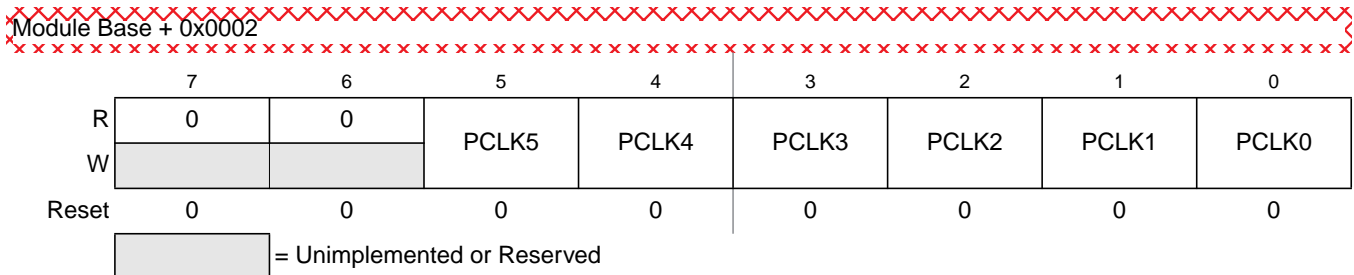 Module Base + 0x0002
7 6 5 4 3 2 1 0
R 0 0 PCLK5 PCLK4 PCLK3 PCLK2 PCLK1 PCLK0
W
Reset 0 0 0 0 0 0 0 0
= Unimplemented or Reserved